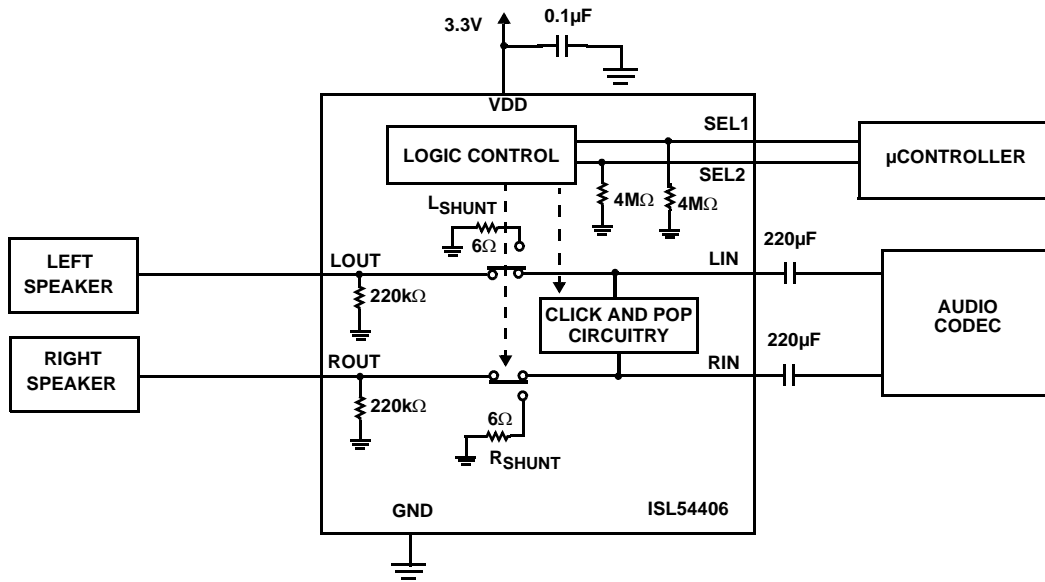 3.3V
0.1µF
VDD
SEL1
LOGIC CONTROL
µCONTROLLER
SEL2
4MΩ
4MΩ
LSHUNT
6Ω
220µF
LEFT
SPEAKER
LOUT
LIN
220kΩ
CLICK AND POP
CIRCUITRY
AUDIO
CODEC
220µF
RIGHT
SPEAKER
ROUT
RIN
220kΩ
6Ω
RSHUNT
GND
ISL54406